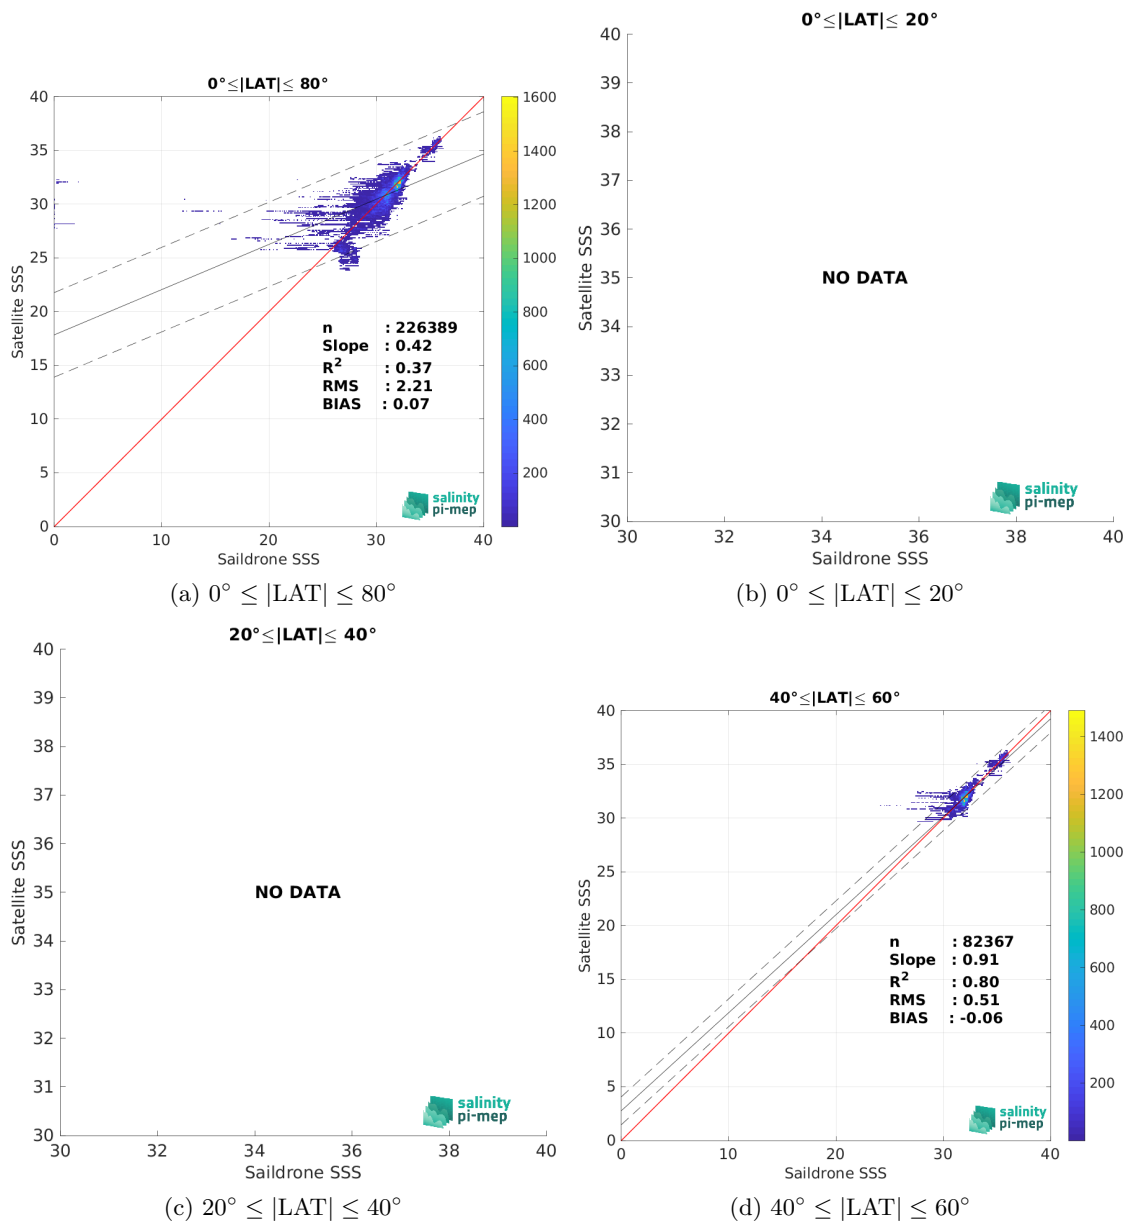 0°≤|LAT|≤ 80°
40
35
30
25
20
15
10
5
0
Satellite SSS
0
10
20
30
40
Saildrone SSS
1600
1400
1200
1000
800
600
400
200
n : 226389
Slope : 0.42
R² : 0.37
RMS : 2.21
BIAS : 0.07
salinity
pi-mep
(a) 0° ≤ |LAT| ≤ 80°
0°≤|LAT|≤ 20°
40
39
38
37
36
35
34
33
32
31
30
Satellite SSS
NO DATA
30
32
34
36
38
40
Saildrone SSS
salinity
pi-mep
(b) 0° ≤ |LAT| ≤ 20°
20°≤|LAT|≤ 40°
40
39
38
37
36
35
34
33
32
31
30
Satellite SSS
NO DATA
30
32
34
36
38
40
Saildrone SSS
salinity
pi-mep
(c) 20° ≤ |LAT| ≤ 40°
40°≤|LAT|≤ 60°
40
35
30
25
20
15
10
5
0
Satellite SSS
0
10
20
30
40
Saildrone SSS
1400
1200
1000
800
600
400
200
n : 82367
Slope : 0.91
R² : 0.80
RMS : 0.51
BIAS : -0.06
salinity
pi-mep
(d) 40° ≤ |LAT| ≤ 60°